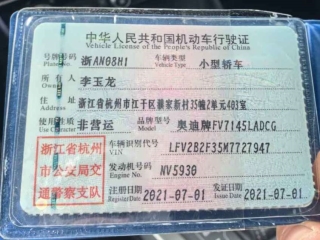 中华人民共和国机动车行驶证
Vehicle License of the People's Republic of China
号牌号码 浙AN08H1 车辆类型 小型轿车
Plate No. Vehicle Type
所有人 李玉龙
Owner
住址 浙江省杭州市江干区濮家新村35幢2单元403室
Address
使用性质 非营运 品牌型号 奥迪牌FV7145LADCG
Use Character Model
浙江省杭州市公安局交通警察支队
车辆识别代号 LFV2B2F35M7727947
VIN
发动机号码 NV5930
Engine No.
注册日期 2021-07-01 发证日期 2021-07-01
Register Date Issue Date